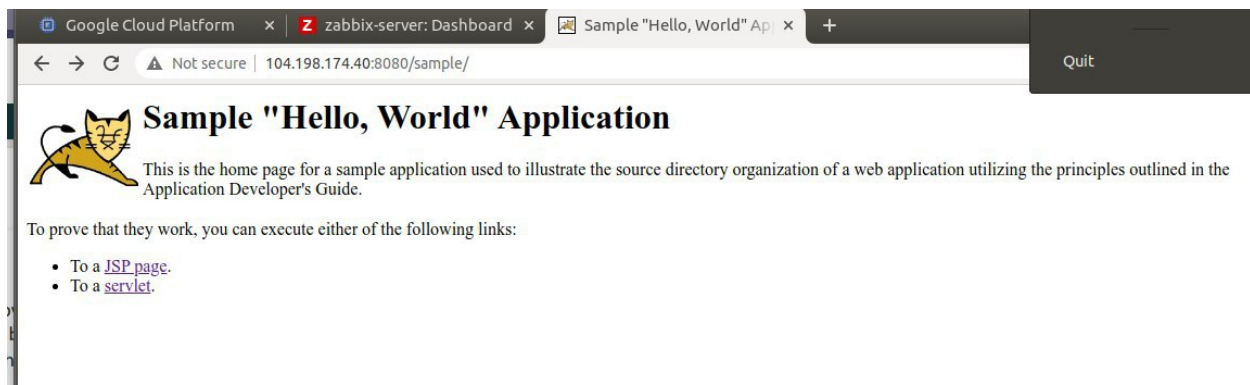 Google Cloud Platform
zabbix-server: Dashboard
Sample "Hello, World" Ap
Quit
Not secure | 104.198.174.40:8080/sample/
Sample "Hello, World" Application
This is the home page for a sample application used to illustrate the source directory organization of a web application utilizing the principles outlined in the
Application Developer's Guide.
To prove that they work, you can execute either of the following links:
• To a JSP page.
• To a servlet.